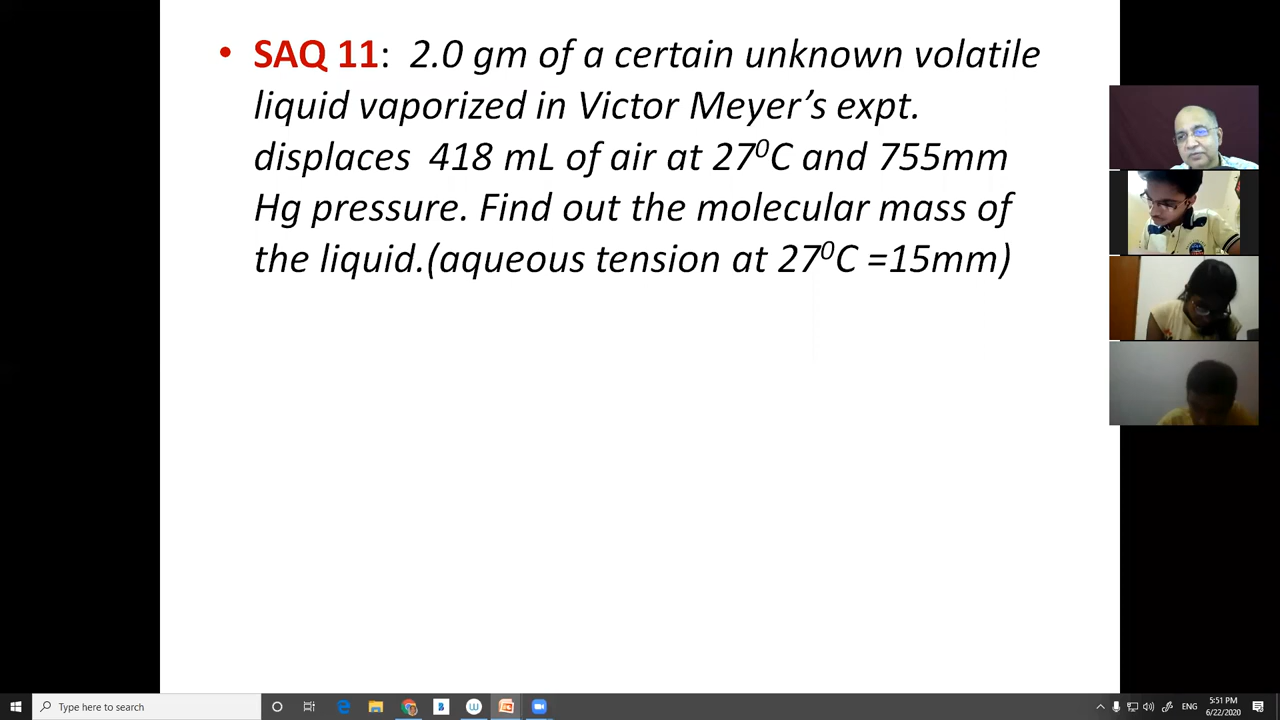 • SAQ 11: 2.0 gm of a certain unknown volatile
liquid vaporized in Victor Meyer’s expt.
displaces 418 mL of air at 27⁰C and 755mm
Hg pressure. Find out the molecular mass of
the liquid.(aqueous tension at 27⁰C =15mm)
Type here to search
ENG
5:51 PM
6/22/2020